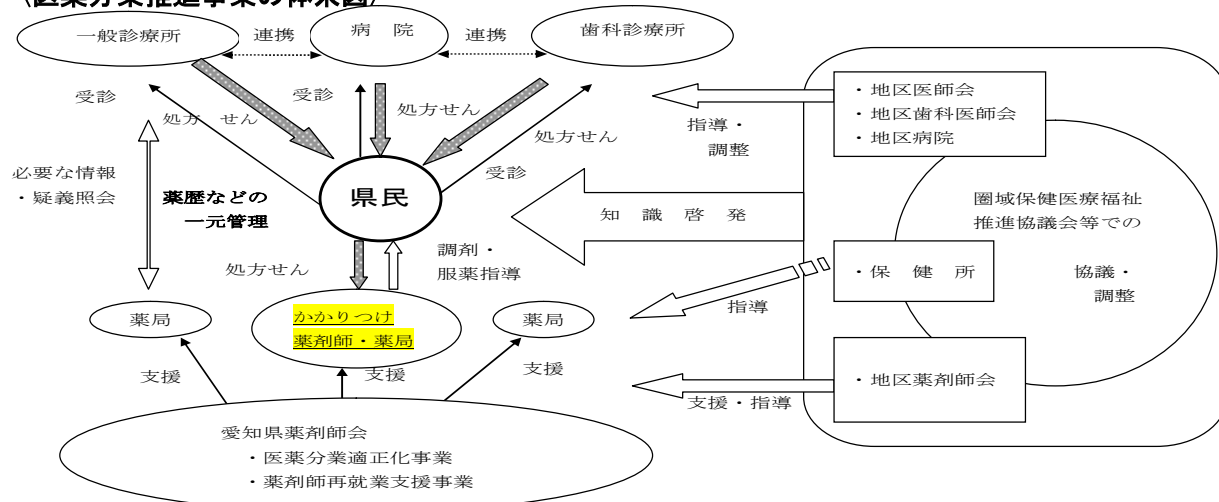 (医薬分業推進事業の体系図)
一般診療所
連携
病　院
連携
歯科診療所
受診
処方　せん
受診
処方せん
処方せん
受診
指導・
調整
・地区医師会
・地区歯科医師会
・地区病院
必要な情報
・疑義照会
薬歴などの
一元管理
県民
知　識　啓　発
圏域保健医療福祉
推進協議会等での
協議・
調整
処方せん
調剤・
服薬指導
・保　健　所
指導
薬局
かかりつけ
薬剤師・薬局
薬局
支援
支援
支援
・地区薬剤師会
支援・指導
愛知県薬剤師会
・医薬分業適正化事業
・薬剤師再就業支援事業